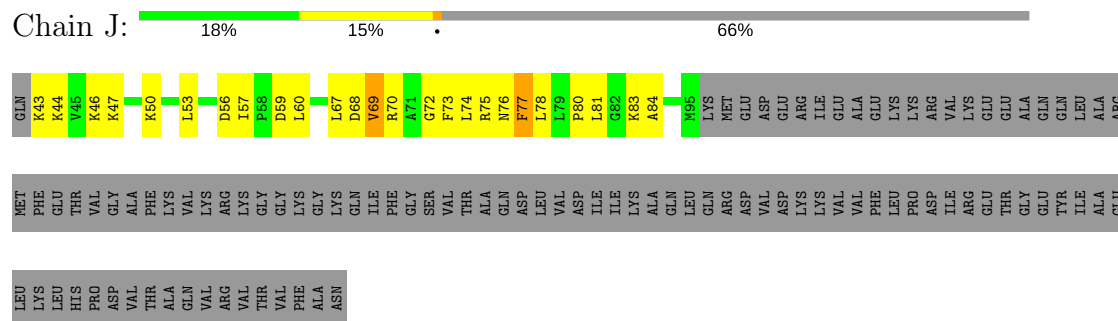 Chain J:
18% 15% • 66%
GLN K43 K44 V45 K46 K47 K50 L53 D56 I57 P58 D59 L60 L67 D68 V69 R70 A71 G72 F73 L74 R75 N76 F77 L78 L79 P80 L81 G82 K83 A84 M95 LYS MET GLU ASP GLU ARG ILE GLU ALA GLU LYS LYS ARG VAL LYS GLU GLU ALA GLN GLN LEU ALA ARG
MET PHE GLU THR VAL GLY ALA PHE LYS VAL LYS ARG LYS GLY GLY LYS GLY LYS GLN ILE PHE GLY SER VAL THR ALA GLN ASP LEU VAL ASP ILE ILE LYS ALA GLN LEU GLN ARG ASP VAL ASP LYS LYS VAL VAL PHE LEU PRO ASP ILE ARG GLU THR GLY GLU TYR ILE ALA GLU
LEU LYS LEU HIS PRO ASP VAL THR ALA GLN VAL ARG VAL THR VAL PHE ALA ASN